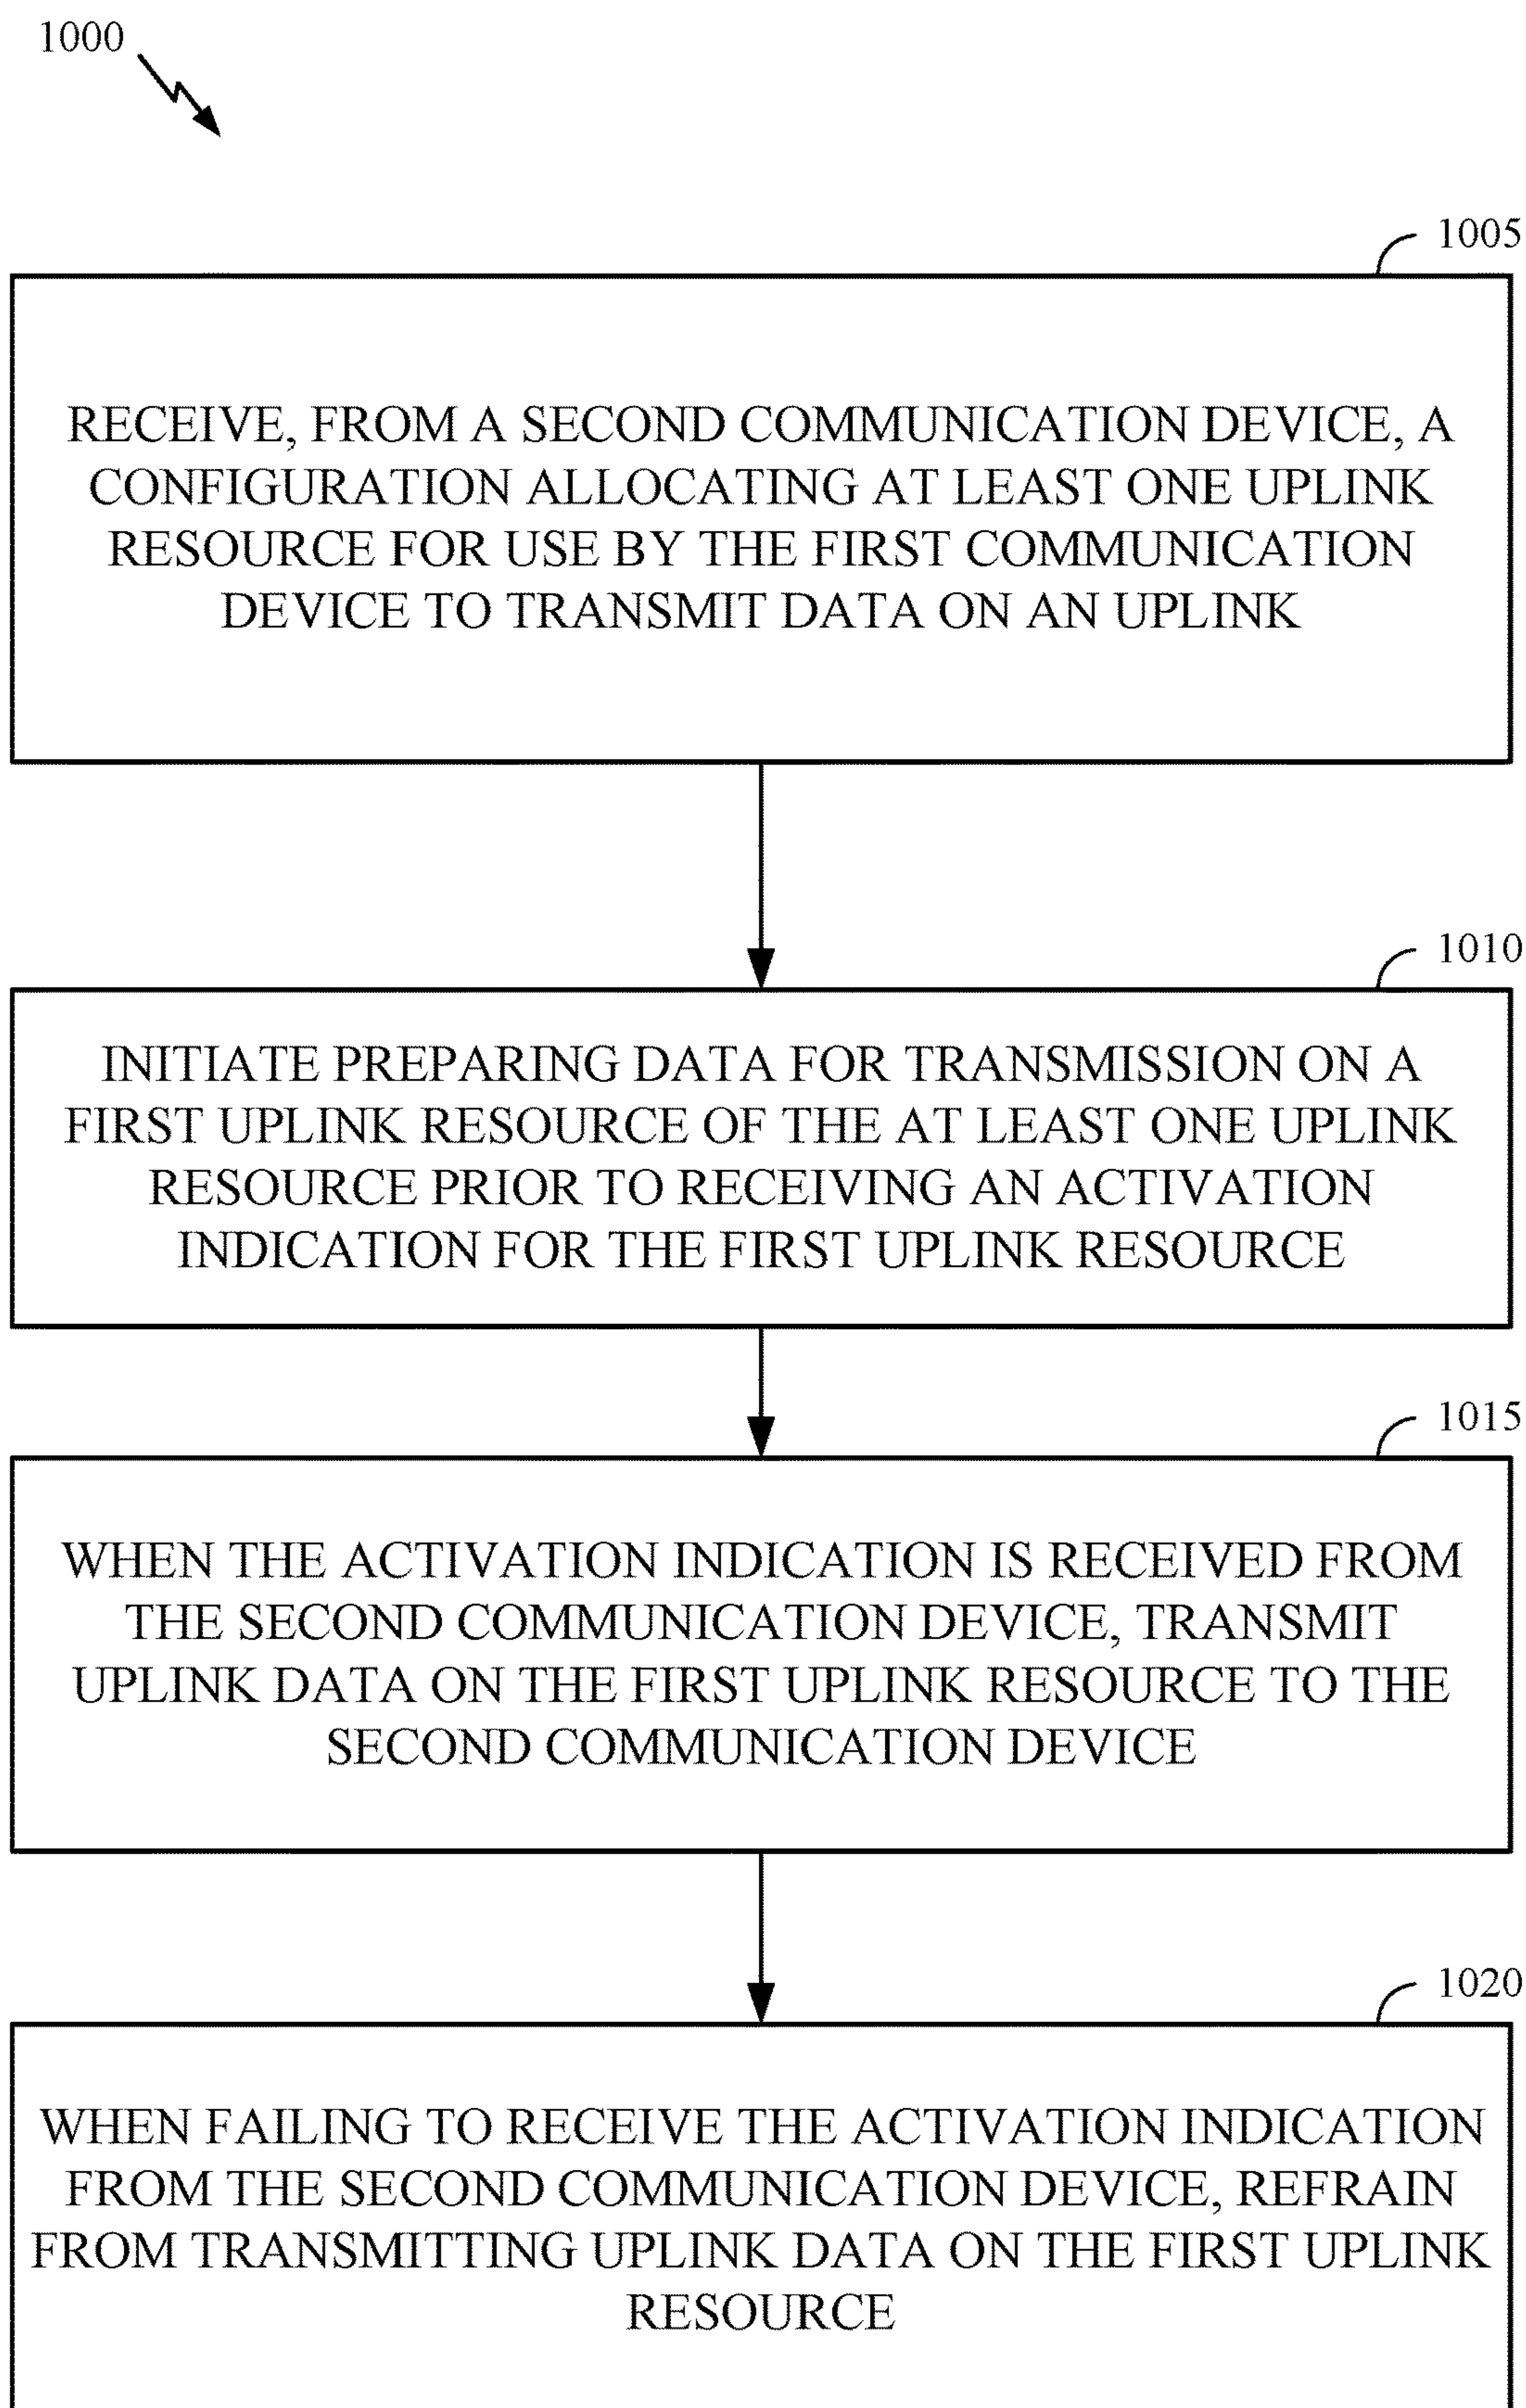 1000
1005
RECEIVE, FROM A SECOND COMMUNICATION DEVICE, A
CONFIGURATION ALLOCATING AT LEAST ONE UPLINK
RESOURCE FOR USE BY THE FIRST COMMUNICATION
DEVICE TO TRANSMIT DATA ON AN UPLINK
1010
INITIATE PREPARING DATA FOR TRANSMISSION ON A
FIRST UPLINK RESOURCE OF THE AT LEAST ONE UPLINK
RESOURCE PRIOR TO RECEIVING AN ACTIVATION
INDICATION FOR THE FIRST UPLINK RESOURCE
1015
WHEN THE ACTIVATION INDICATION IS RECEIVED FROM
THE SECOND COMMUNICATION DEVICE, TRANSMIT
UPLINK DATA ON THE FIRST UPLINK RESOURCE TO THE
SECOND COMMUNICATION DEVICE
1020
WHEN FAILING TO RECEIVE THE ACTIVATION INDICATION
FROM THE SECOND COMMUNICATION DEVICE, REFRAIN
FROM TRANSMITTING UPLINK DATA ON THE FIRST UPLINK
RESOURCE